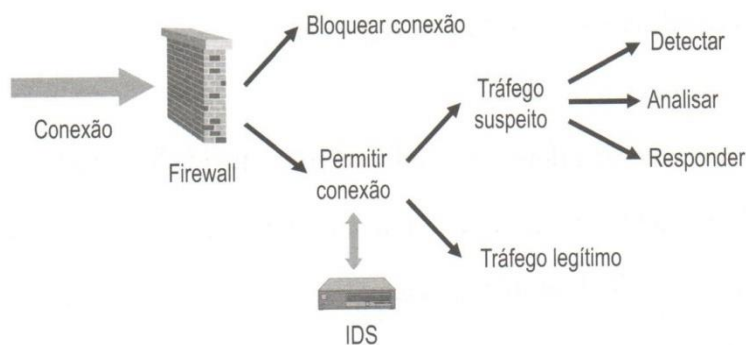 Bloquear conexão
Detectar
Tráfego
suspeito
Analisar
Conexão
Permitir
conexão
Responder
Firewall
Tráfego legítimo
IDS